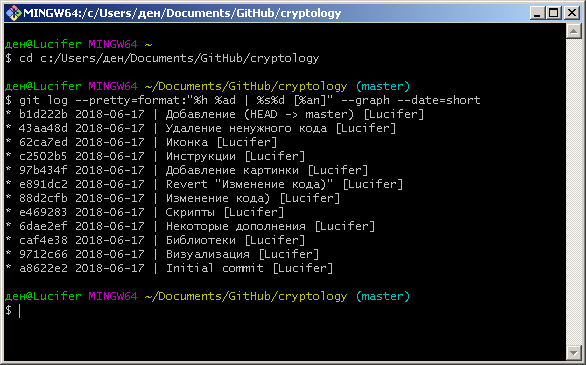 MINGW64:/c/Users/ден/Documents/GitHub/cryptology
ден@Lucifer MINGW64 ~
$ cd c:/Users/ден/Documents/GitHub/cryptology
ден@Lucifer MINGW64 ~/Documents/GitHub/cryptology (master)
$ git log --pretty=format:"%h %ad | %s%d [%an]" --graph --date=short
* b1d222b 2018-06-17 | Добавление (HEAD -> master) [Lucifer]
* 43aa48d 2018-06-17 | Удаление ненужного кода [Lucifer]
* 62ca7ed 2018-06-17 | Иконка [Lucifer]
* c2502b5 2018-06-17 | Инструкции [Lucifer]
* 97b434f 2018-06-17 | Добавление картинки [Lucifer]
* e891dc2 2018-06-17 | Revert "Изменение кода)" [Lucifer]
* 88d2cfb 2018-06-17 | Изменение кода) [Lucifer]
* e469283 2018-06-17 | Скрипты [Lucifer]
* 6dae2ef 2018-06-17 | Некоторые дополнения [Lucifer]
* caf4e38 2018-06-17 | Библиотеки [Lucifer]
* 9712c66 2018-06-17 | Визуализация [Lucifer]
* a8622e2 2018-06-17 | Initial commit [Lucifer]
ден@Lucifer MINGW64 ~/Documents/GitHub/cryptology (master)
$